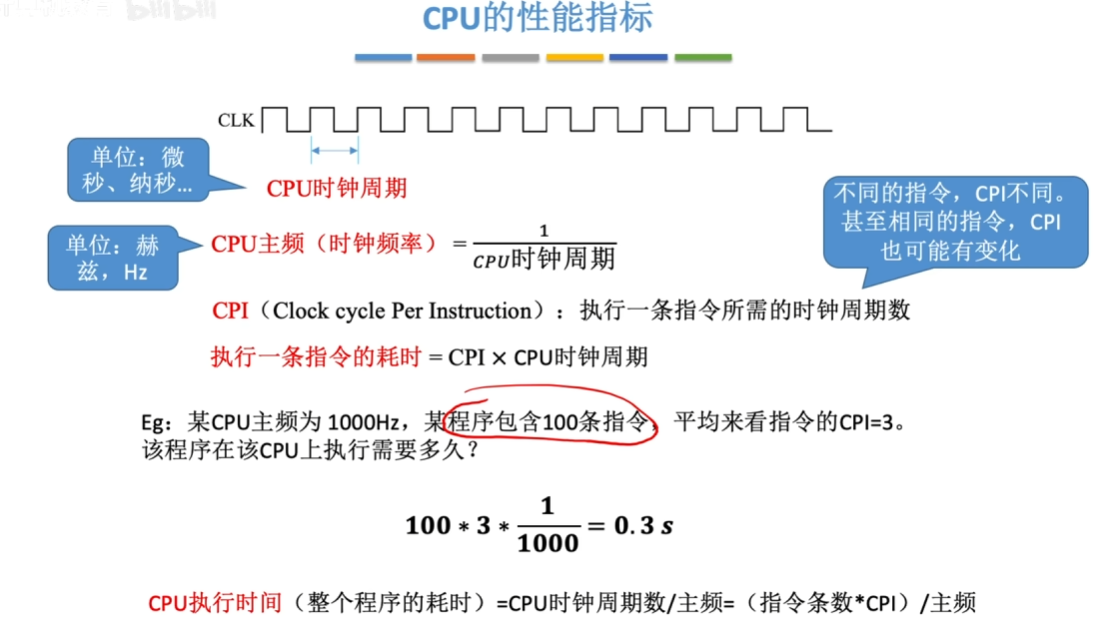 bilibili
CPU的性能指标
CLK
单位：微
秒、纳秒...
CPU时钟周期
不同的指令，CPI不同。
甚至相同的指令，CPI
也可能有变化
单位：赫
兹，Hz
CPU主频（时钟频率）= 1/CPU时钟周期
CPI（Clock cycle Per Instruction）：执行一条指令所需的时钟周期数
执行一条指令的耗时 = CPI × CPU时钟周期
Eg：某CPU主频为 1000Hz，某程序包含100条指令，平均来看指令的CPI=3。
该程序在该CPU上执行需要多久？
100 * 3 * 1/1000 = 0.3 s
CPU执行时间（整个程序的耗时）=CPU时钟周期数/主频=（指令条数*CPI）/主频